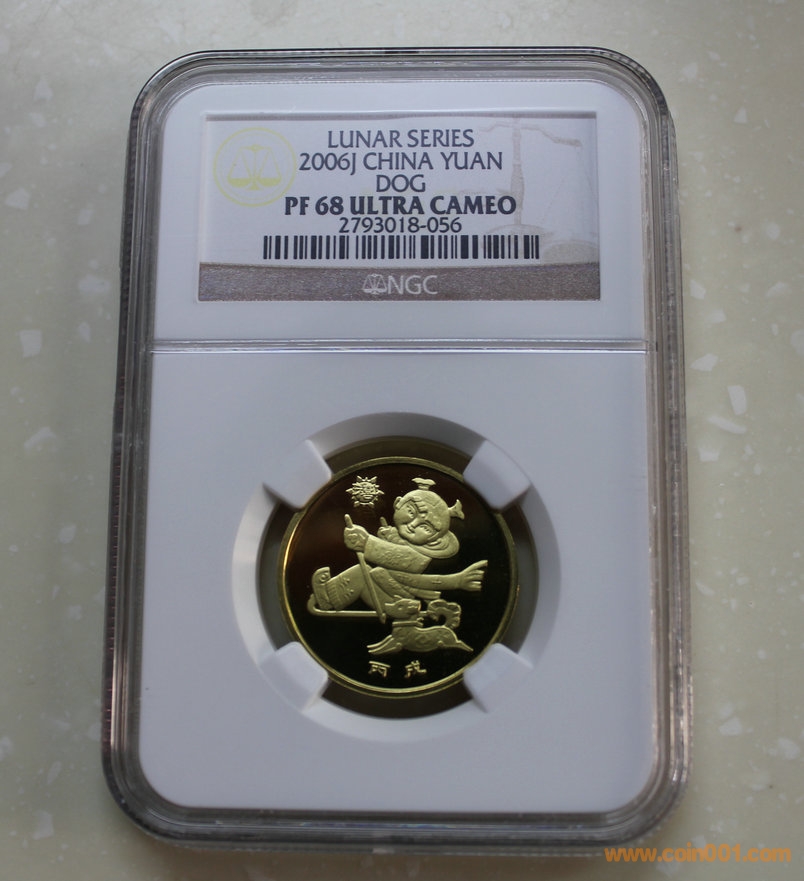 LUNAR SERIES
2006J CHINA YUAN
DOG
PF 68 ULTRA CAMEO
2793018-056
NGC
丙戌
www.coin001.com